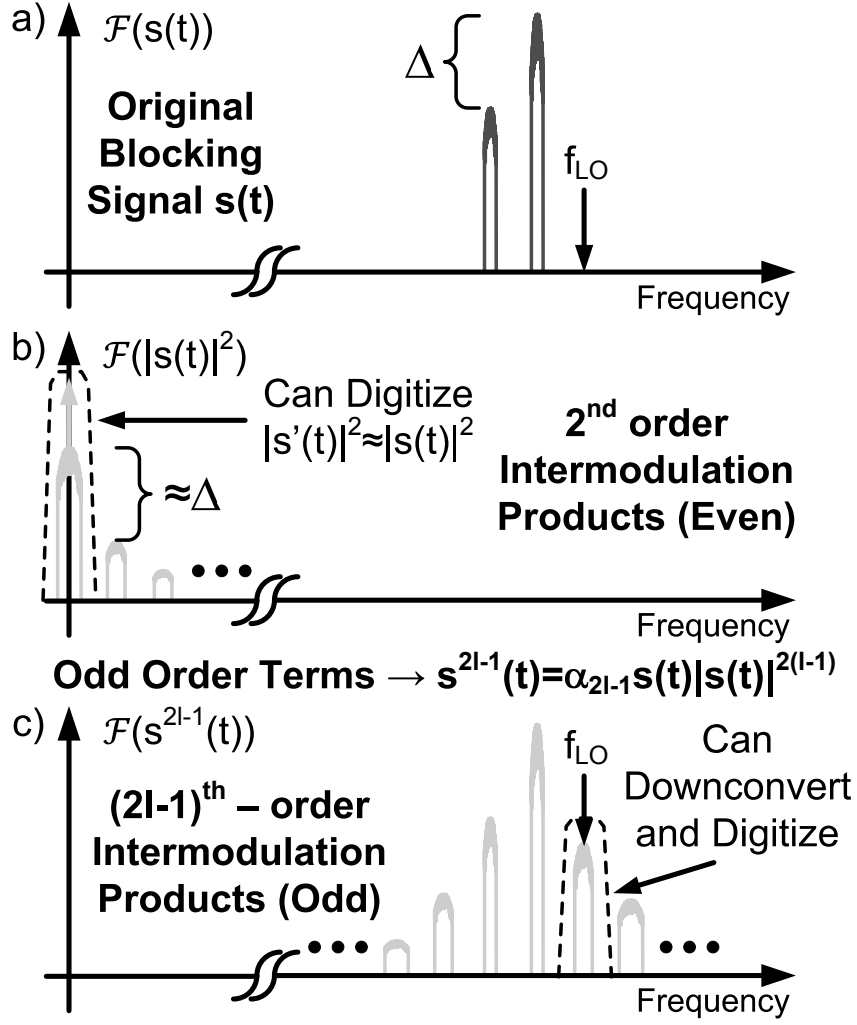 a) ℱ(s(t))
Δ
Original
Blocking
Signal s(t)
f_LO
Frequency
b) ℱ(|s(t)|²)
Can Digitize
|s'(t)|²≈|s(t)|²
≈Δ
2nd order
Intermodulation
Products (Even)
Frequency
Odd Order Terms → s^{2l-1}(t)=α_{2l-1}s(t)|s(t)|^{2(l-1)}
c) ℱ(s^{2l-1}(t))
f_LO
Can
Downconvert
and Digitize
(2l-1)th – order
Intermodulation
Products (Odd)
Frequency